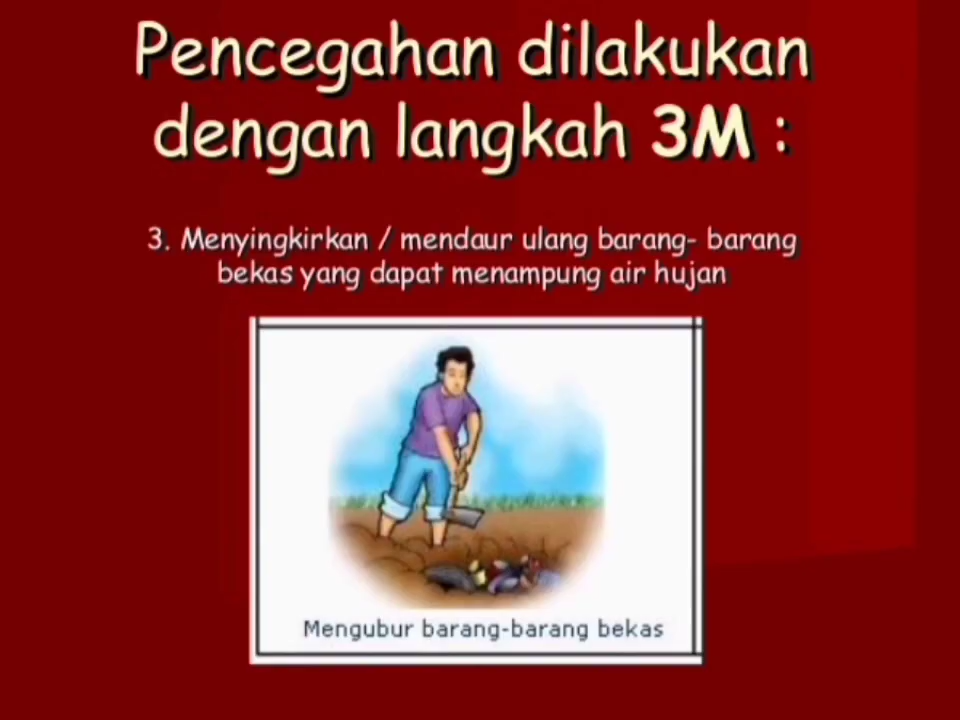 Pencegahan dilakukan
dengan langkah 3M :
3. Menyingkirkan / mendaur ulang barang- barang
bekas yang dapat menampung air hujan
Mengubur barang-barang bekas